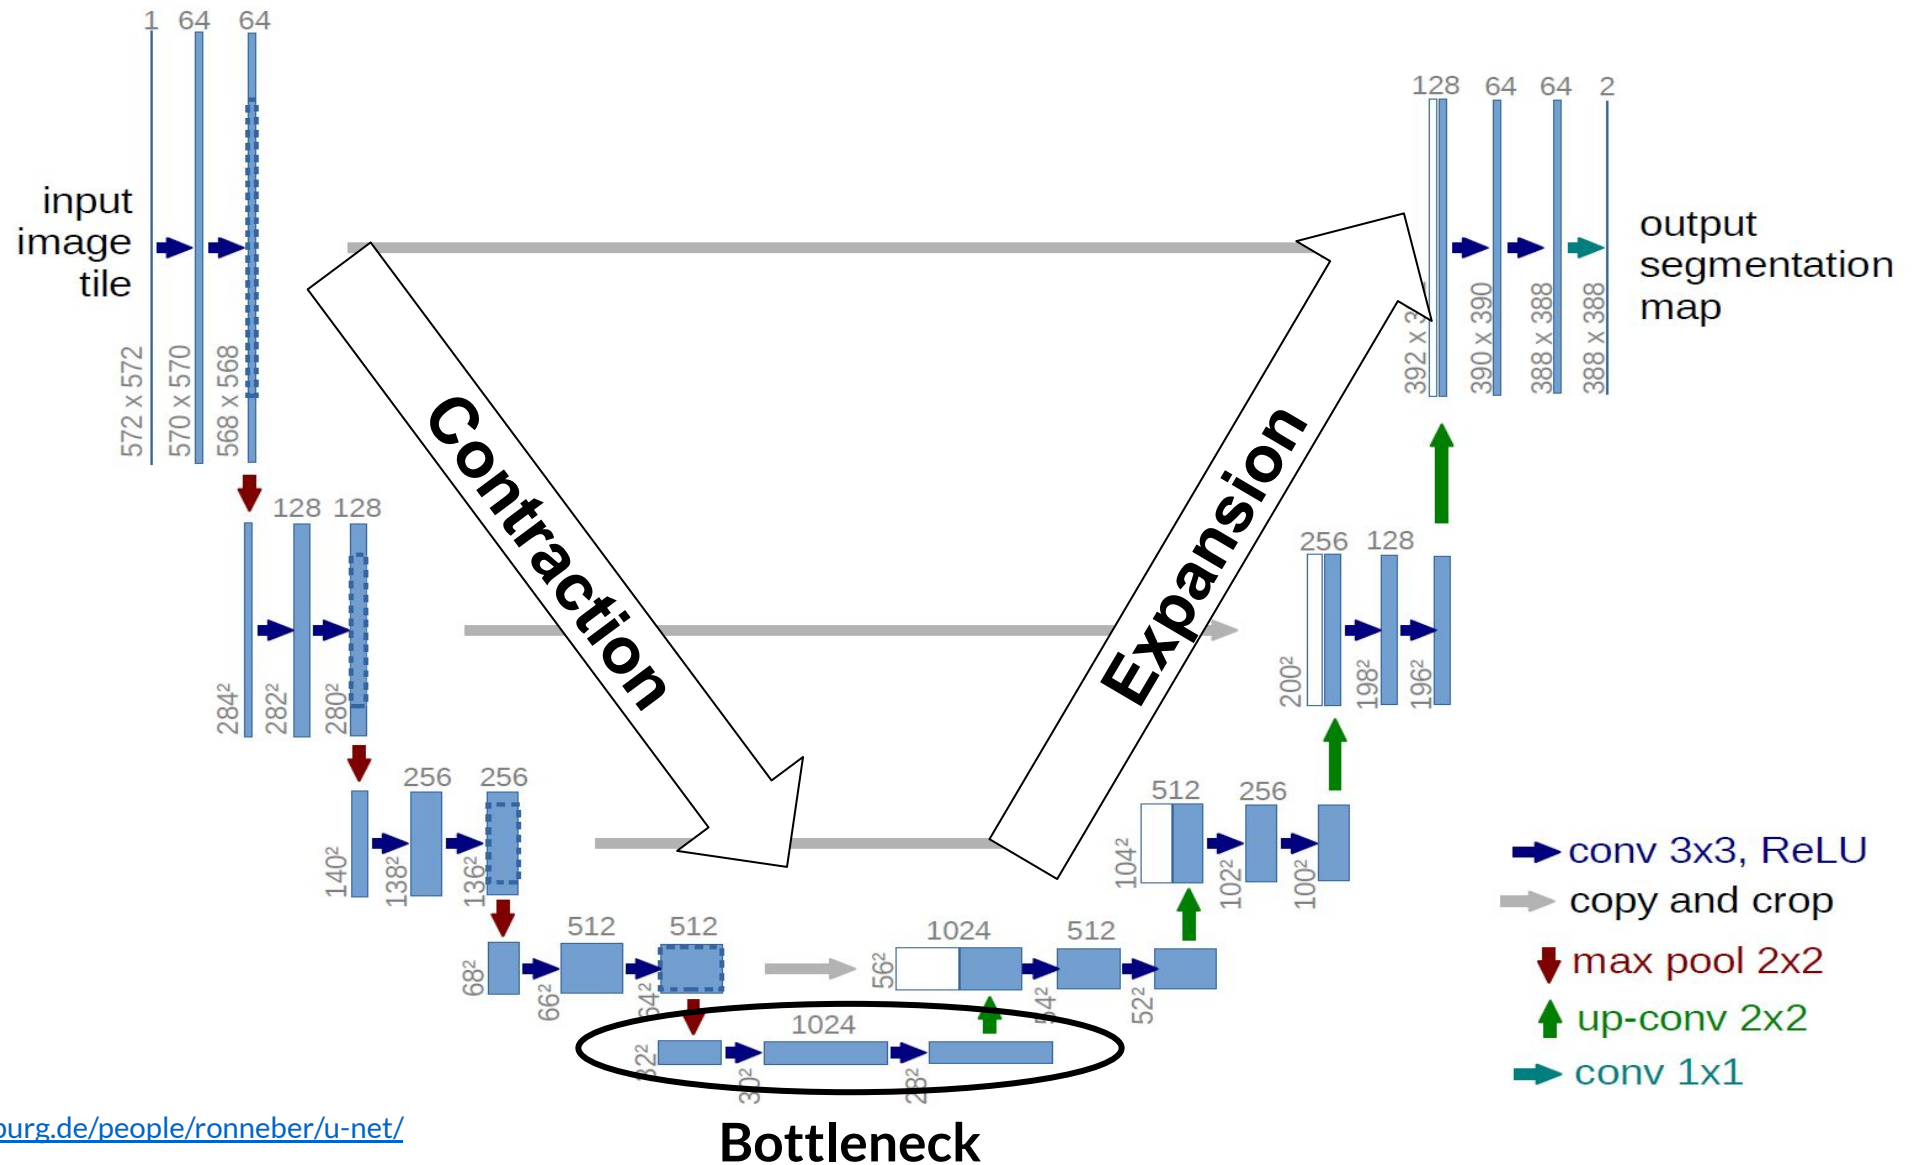 1 64 64
input
image
tile
572 x 572
570 x 570
568 x 568
128 64 64 2
output
segmentation
map
392 x 3
390 x 390
388 x 388
388 x 388
Contraction
Expansion
128 128
284²
282²
280²
256 128
200²
198²
196²
256 256
140²
138²
136²
512 256
104²
102²
100²
512 512
68²
66²
64²
1024 512
56²
54²
52²
1024
32²
30²
28²
Bottleneck
conv 3x3, ReLU
copy and crop
max pool 2x2
up-conv 2x2
conv 1x1
burg.de/people/ronneber/u-net/